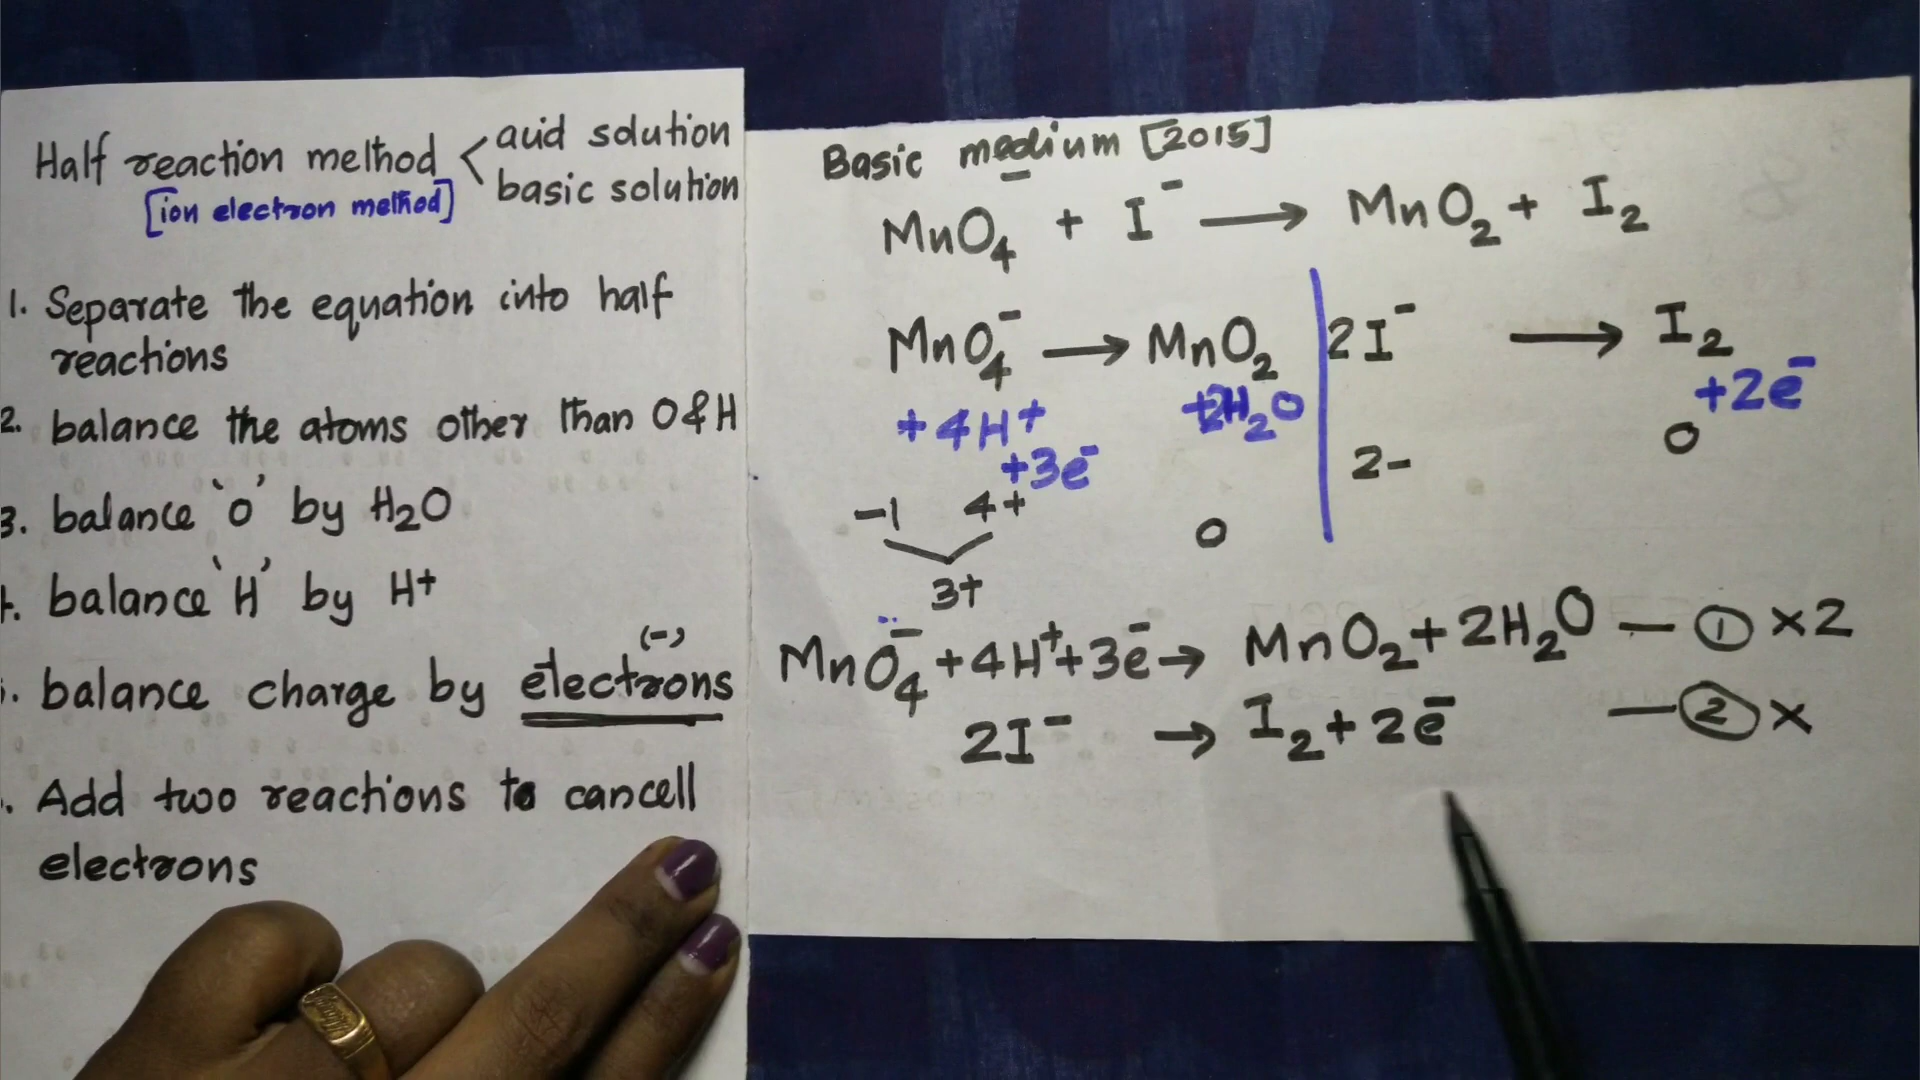 Half reaction method < acid solution
basic solution
[ion electron method]
1. Separate the equation into half
reactions
2. balance the atoms other than O & H
3. balance 'O' by H₂O
. balance 'H' by H+
(-)
. balance charge by electrons
. Add two reactions to cancell
electrons
Basic medium [2015]
MnO₄⁻ + I⁻ ⟶ MnO₂ + I₂
MnO₄⁻ ⟶ MnO₂ | 2I⁻ ⟶ I₂
+4H+ +2H₂O +2e⁻
+3e⁻ 2- 0
-1 4+ 0
3+
MnO₄⁻ + 4H⁺ + 3e⁻ → MnO₂ + 2H₂O — ① ×2
2I⁻ → I₂ + 2e⁻ — ② ×